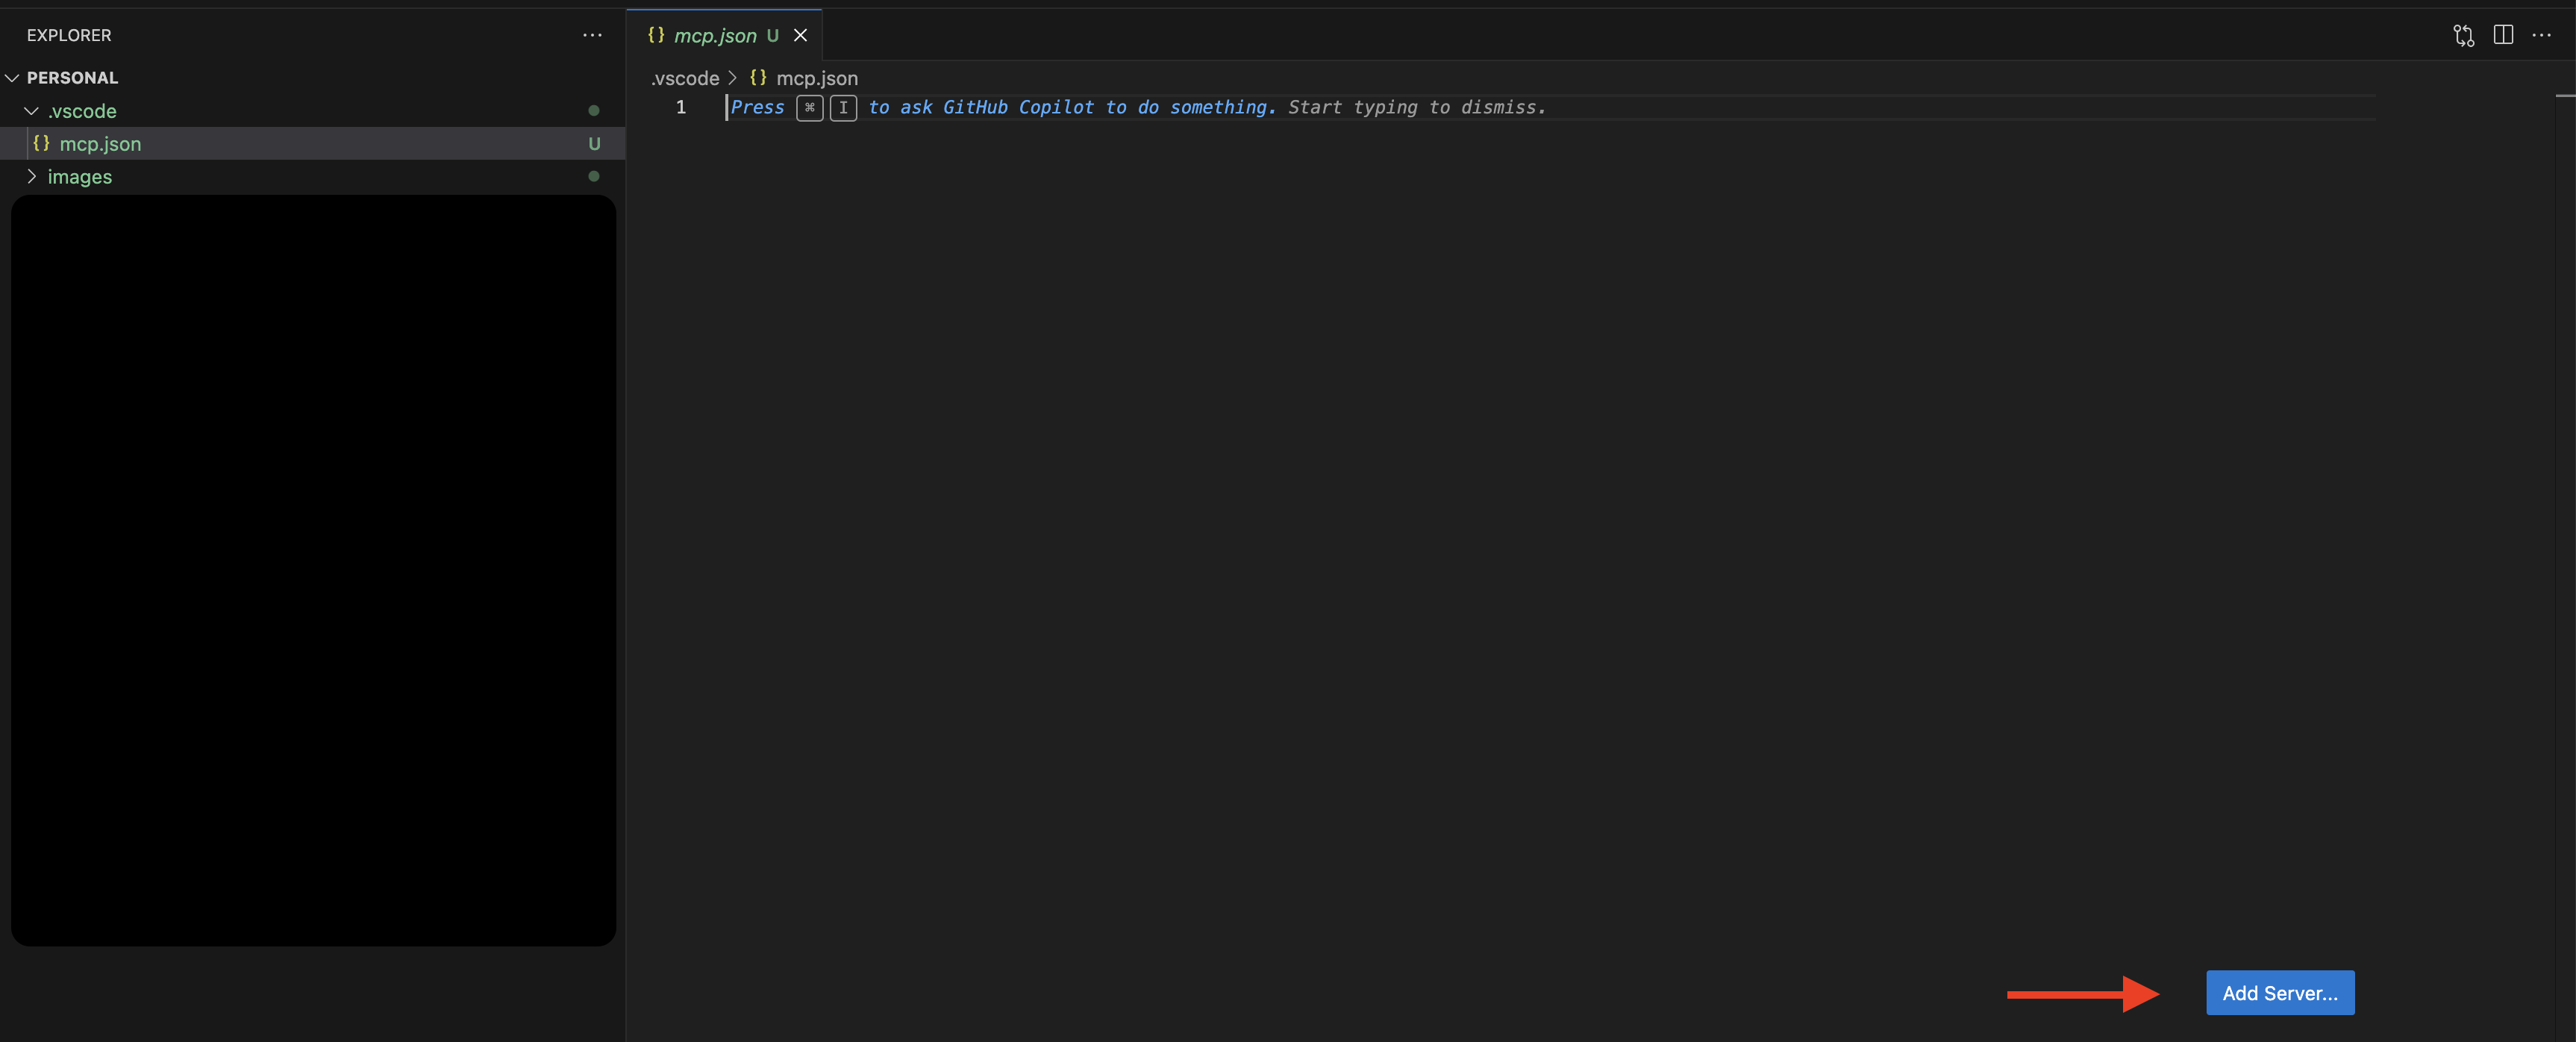 EXPLORER
PERSONAL
.vscode
{} mcp.json U
images
{} mcp.json U
.vscode > {} mcp.json
1 Press ⌘ I to ask GitHub Copilot to do something. Start typing to dismiss.
Add Server...